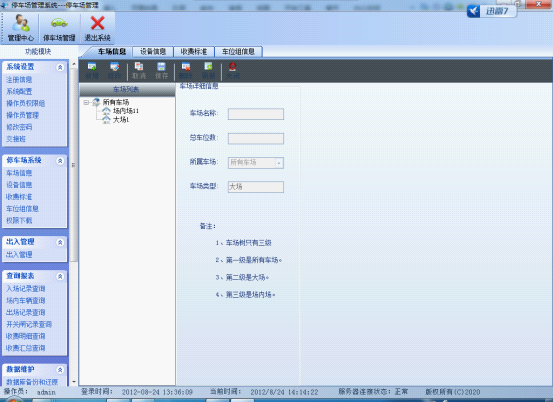 停车场管理系统---停车场管理
迅雷7
管理中心 停车场管理 退出系统
功能模块
车场信息 设备信息 收费标准 车位组信息
系统设置
注册信息
系统配置
操作员权限组
操作员管理
修改密码
交接班
停车场系统
车场信息
设备信息
收费标准
车位组信息
权限下载
出入管理
出入管理
查询报表
入场记录查询
场内车辆查询
出场记录查询
开关闸记录查询
收费明细查询
收费汇总查询
数据维护
数据库备份和还原
取消 保存
车场列表
所有车场
场内场11
大场1
车场详细信息
车场名称:
总车位数:
所属车场: 所有车场
车场类型: 大场
备注:
1、车场树只有三级
2、第一级是所有车场。
3、第二级是大场。
4、第三级是场内场。
操作员: admin 登录时间: 2012-08-24 13:36:09 当前时间: 2012/8/24 14:14:22 服务器连接状态: 正常 版权所有(C)2020